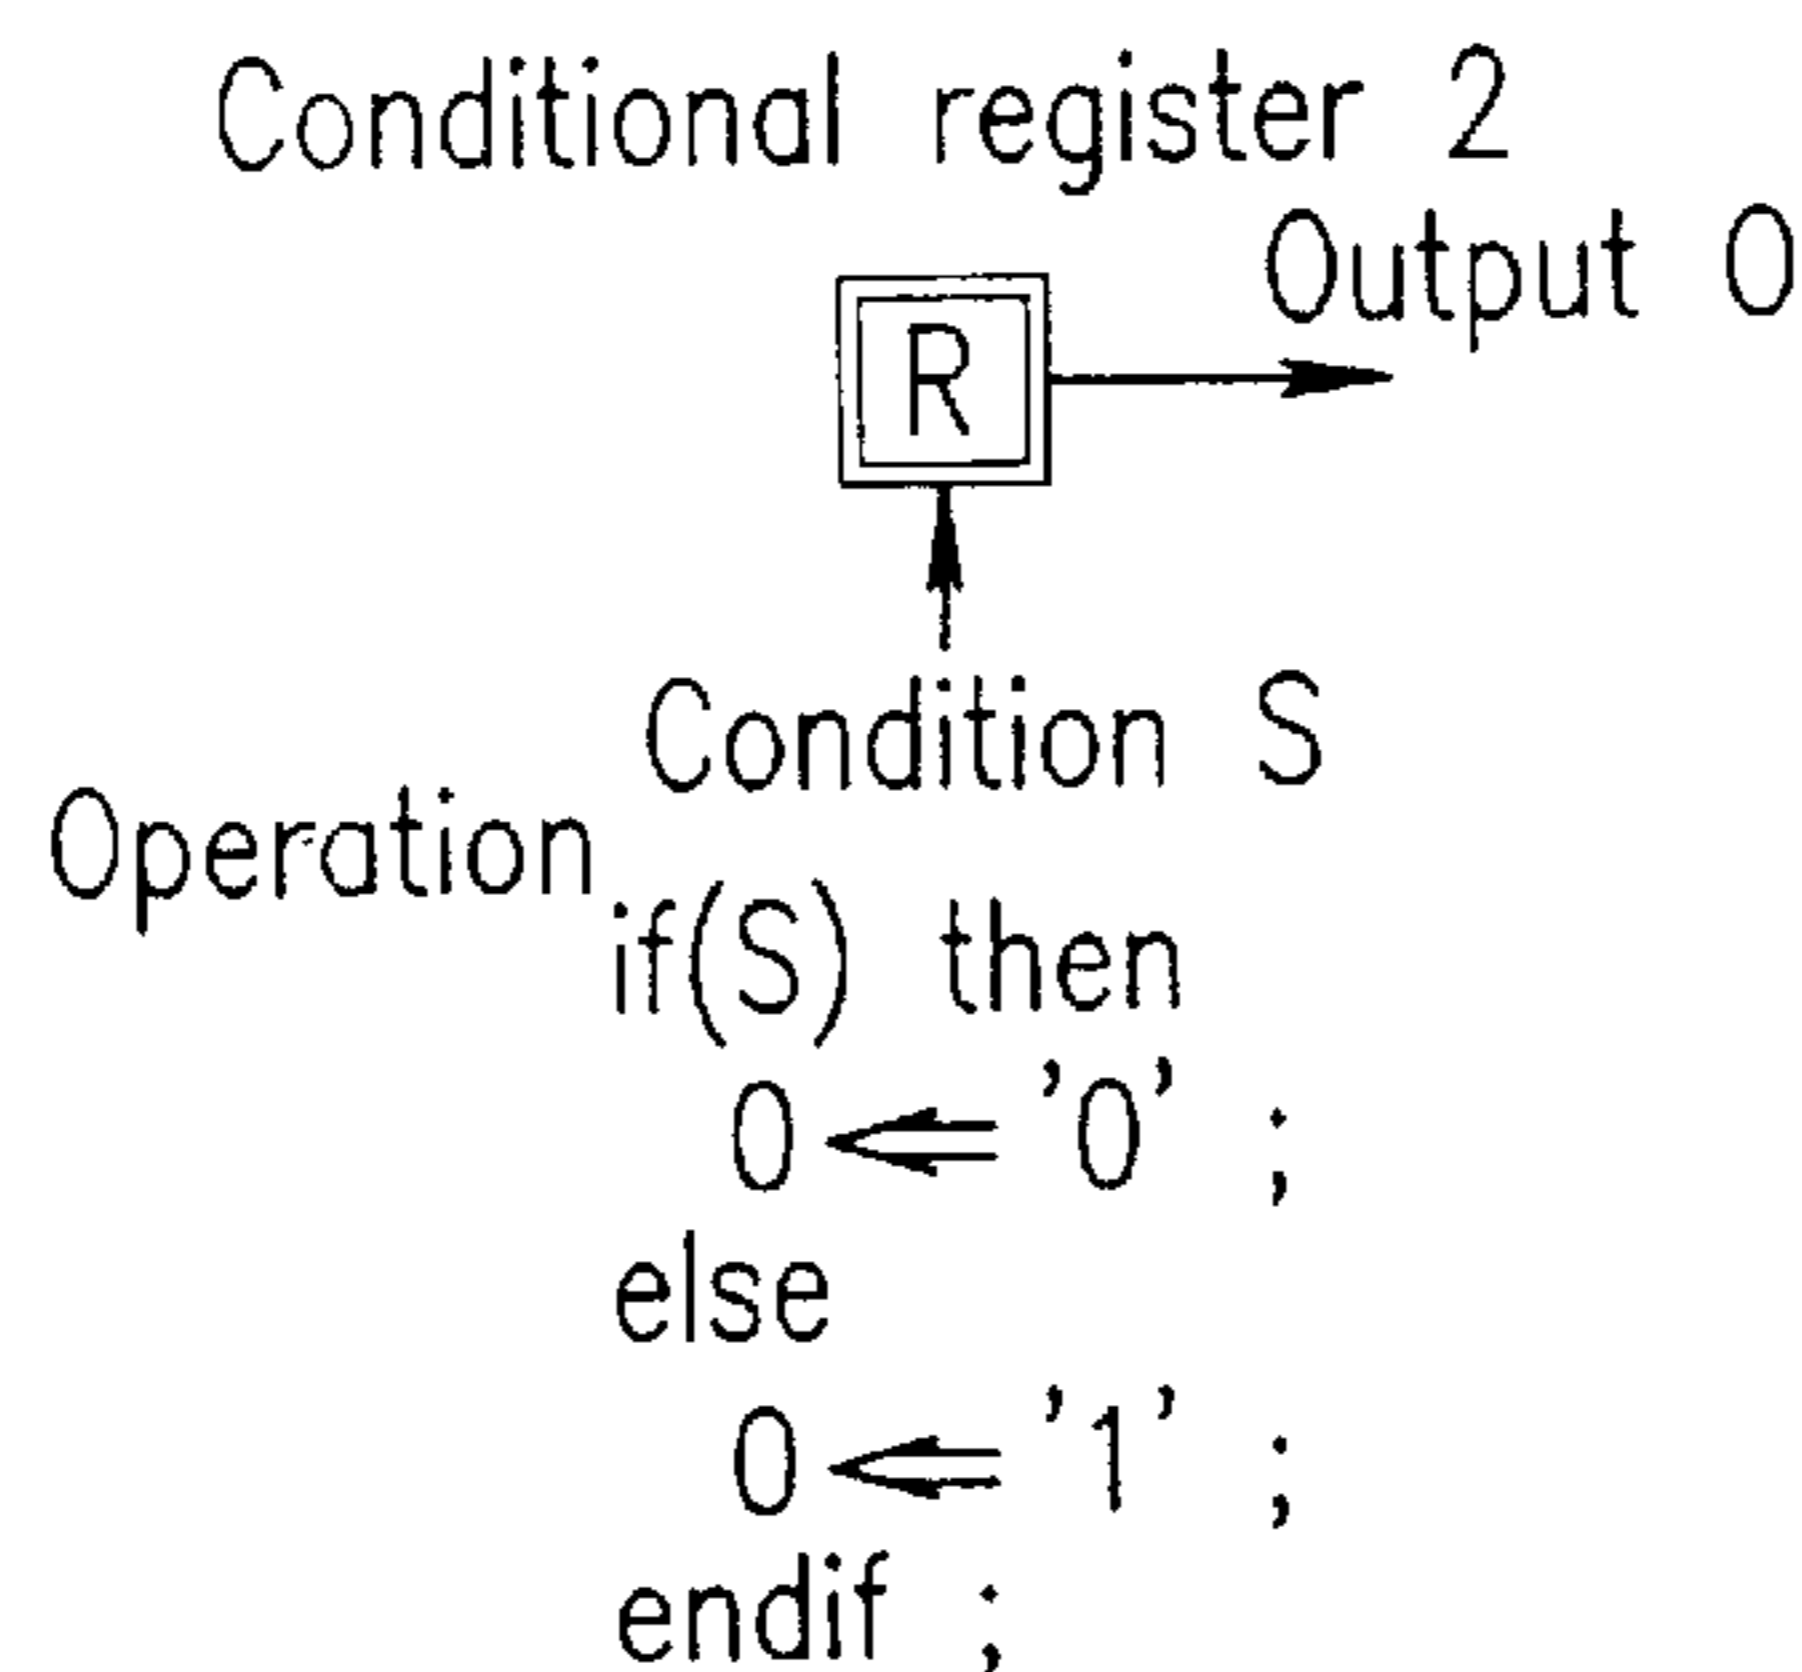 Conditional register 2
Output O
R
Condition S
Operation
if(S) then
O ⇐ '0' ;
else
O ⇐ '1' ;
endif ;